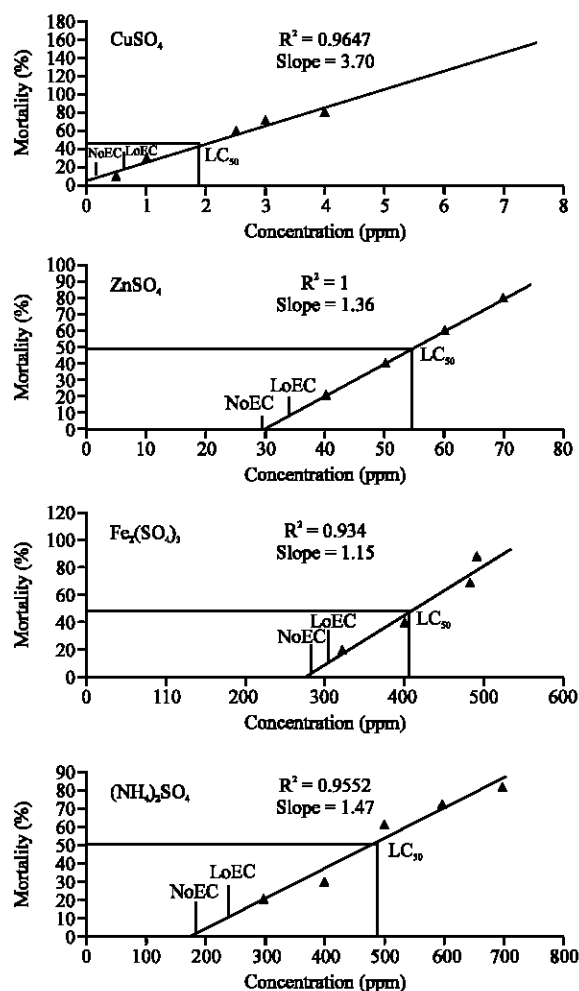 180
160
140
120
100
80
60
40
20
0
Mortality (%)
CuSO₄
R² = 0.9647
Slope = 3.70
NoEC
LoEC
LC₅₀
0 1 2 3 4 5 6 7 8
Concentration (ppm)
100
90
80
70
60
50
40
30
20
10
0
Mortality (%)
ZnSO₄
R² = 1
Slope = 1.36
LC₅₀
LoEC
NoEC
0 10 20 30 40 50 60 70 80
Concentration (ppm)
120
100
80
60
40
20
0
Mortality (%)
Fe₂(SO₄)₃
R² = 0.934
Slope = 1.15
LC₅₀
LoEC
NoEC
0 110 200 300 400 500 600
Concentration (ppm)
90
80
70
60
50
40
30
20
10
0
Mortality (%)
(NH₄)₂SO₄
R² = 0.9552
Slope = 1.47
LC₅₀
LoEC
NoEC
0 100 200 300 400 500 600 700 800
Concentration (ppm)